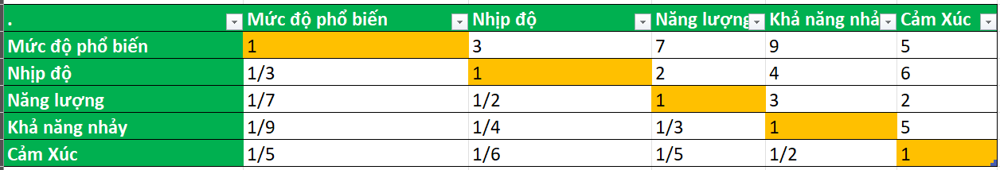 . Mức độ phổ biến Nhịp độ Năng lượng Khả năng nhả Cảm Xúc
Mức độ phổ biến 1 3 7 9 5
Nhịp độ 1/3 1 2 4 6
Năng lượng 1/7 1/2 1 3 2
Khả năng nhảy 1/9 1/4 1/3 1 5
Cảm Xúc 1/5 1/6 1/5 1/2 1